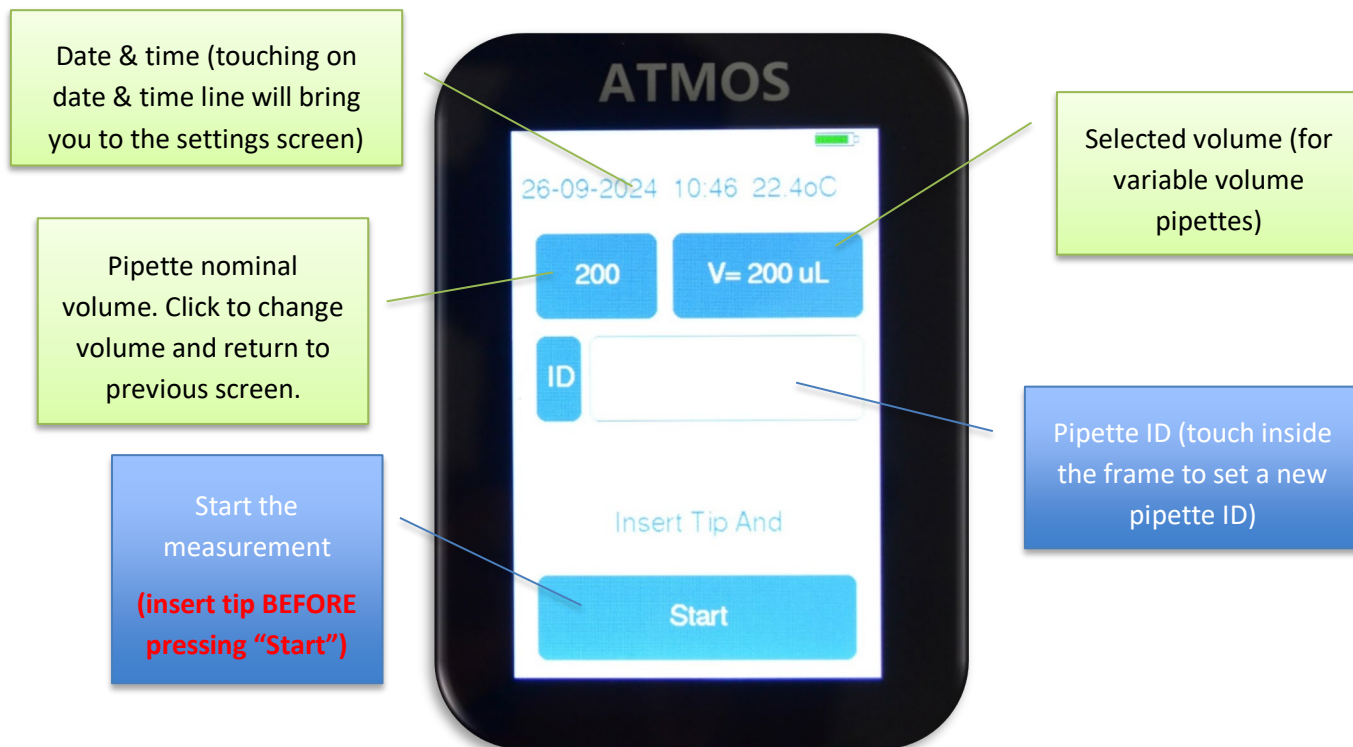 Date & time (touching on
date & time line will bring
you to the settings screen)
Pipette nominal
volume. Click to change
volume and return to
previous screen.
Start the
measurement
(insert tip BEFORE
pressing “Start”)
ATMOS
26-09-2024 10:46 22.4oC
200
V= 200 uL
ID
Insert Tip And
Start
Selected volume (for
variable volume
pipettes)
Pipette ID (touch inside
the frame to set a new
pipette ID)